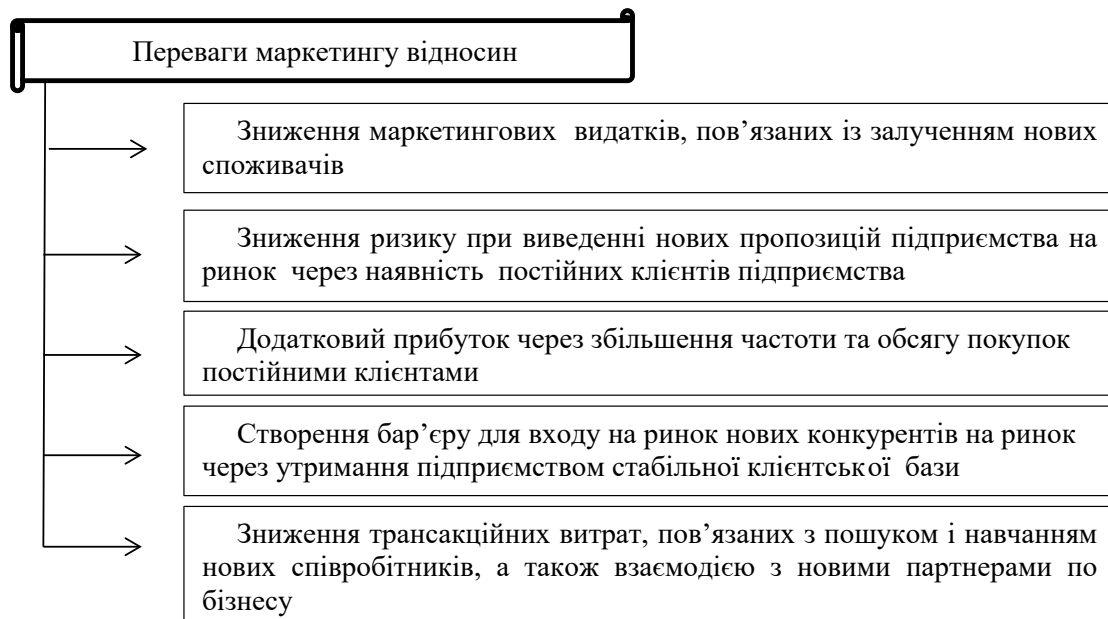 Переваги маркетингу відносин
Зниження маркетингових видатків, пов’язаних із залученням нових
споживачів
Зниження ризику при виведенні нових пропозицій підприємства на
ринок через наявність постійних клієнтів підприємства
Додатковий прибуток через збільшення частоти та обсягу покупок
постійними клієнтами
Створення бар’єру для входу на ринок нових конкурентів на ринок
через утримання підприємством стабільної клієнтської бази
Зниження трансакційних витрат, пов’язаних з пошуком і навчанням
нових співробітників, а також взаємодією з новими партнерами по
бізнесу